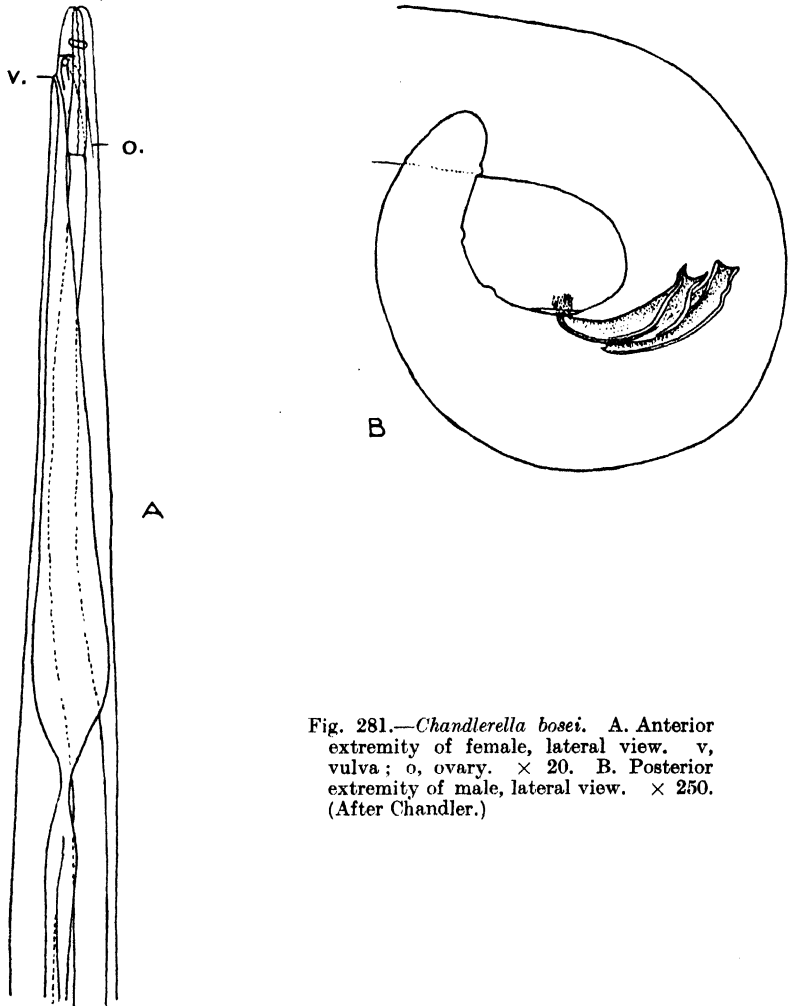 v.
o.
B
A
Fig. 281.—Chandlerella bosei. A. Anterior
extremity of female, lateral view. v,
vulva; o, ovary. × 20. B. Posterior
extremity of male, lateral view. × 250.
(After Chandler.)